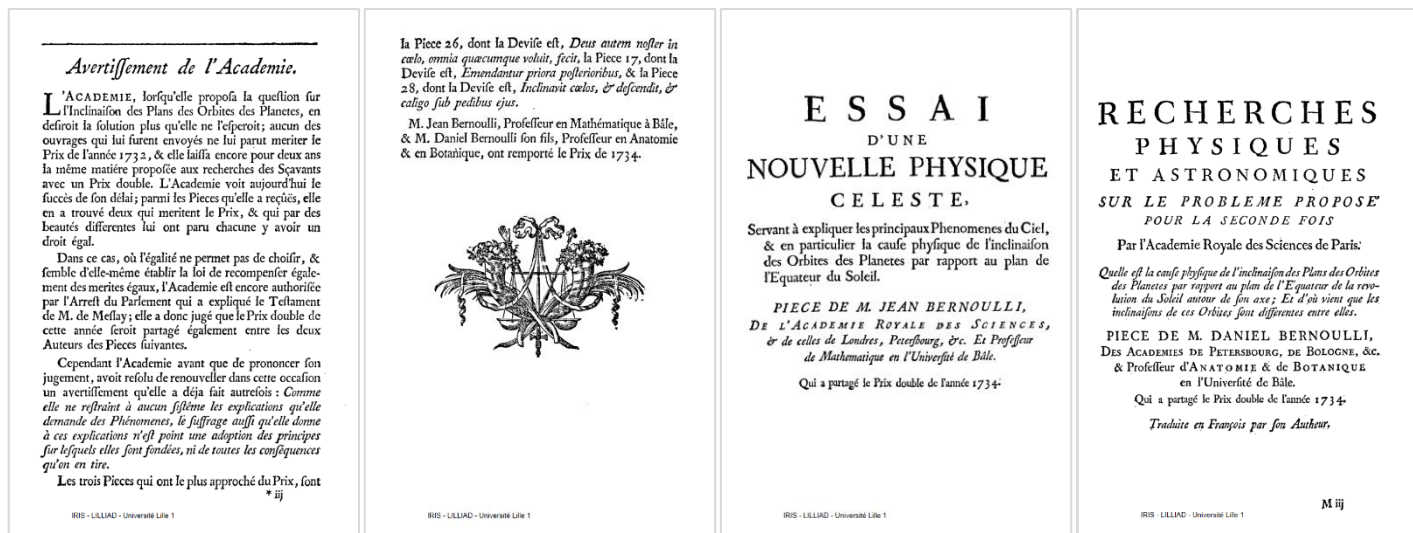 Avertiſſement de l'Academie.
L'ACADEMIE, lorſqu'elle propoſa la queſtion ſur
l'Inclinaiſon des Plans des Orbites des Planetes, en
deſiroit la ſolution plus qu'elle ne l'eſperoit; aucun des
ouvrages qui lui furent envoyés ne lui parut meriter le
Prix de l'année 1732, & elle laiſſa encore pour deux ans
la même matiére propoſée aux recherches des Sçavants
avec un Prix double. L'Academie voit aujourd'hui le
ſuccès de ſon délai; parmi les Pieces qu'elle a reçûës, elle
en a trouvé deux qui meritent le Prix, & qui par des
beautés differentes lui ont paru chacune y avoir un
droit égal.
Dans ce cas, où l'égalité ne permet pas de choiſir, &
ſemble d'elle-même établir la loi de recompenſer égale-
ment des merites égaux, l'Academie eſt encore authoriſée
par l'Arreſt du Parlement qui a expliqué le Teſtament
de M. de Meſlay; elle a donc jugé que le Prix double de
cette année ſeroit partagé également entre les deux
Auteurs des Pieces ſuivantes.
Cependant l'Academie avant que de prononcer ſon
jugement, avoit reſolu de renouveller dans cette occaſion
un avertiſſement qu'elle a déja fait autrefois : Comme
elle ne reſtraint à aucun ſiſtême les explications qu'elle
demande des Phénomenes, le ſuffrage auſſi qu'elle donne
à ces explications n'eſt point une adoption des principes
ſur leſquels elles ſont fondées, ni de toutes les conſéquences
qu'on en tire.
Les trois Pieces qui ont le plus approché du Prix, ſont
* iij
IRIS - LILLIAD - Université Lille 1
la Piece 26, dont la Deviſe eſt, Deus autem noſter in
cœlo, omnia quæcumque voluit, fecit, la Piece 17, dont la
Deviſe eſt, Emendantur priora poſterioribus, & la Piece
28, dont la Deviſe eſt, Inclinavit cœlos, & deſcendit, &
caligo ſub pedibus ejus.
M. Jean Bernoulli, Profeſſeur en Mathématique à Bâle,
& M. Daniel Bernoulli ſon fils, Profeſſeur en Anatomie
& en Botanique, ont remporté le Prix de 1734.
IRIS - LILLIAD - Université Lille 1
ESSAI
D'UNE
NOUVELLE PHYSIQUE
CELESTE,
Servant à expliquer les principaux Phenomenes du Ciel,
& en particulier la cauſe phyſique de l'inclinaiſon
des Orbites des Planetes par rapport au plan de
l'Equateur du Soleil.
PIECE DE M. JEAN BERNOULLI,
DE L'ACADEMIE ROYALE DES SCIENCES,
& de celles de Londres, Peterſbourg, &c. Et Profeſſeur
de Mathematique en l'Univerſité de Bâle.
Qui a partagé le Prix double de l'année 1734.
IRIS - LILLIAD - Université Lille 1
RECHERCHES
PHYSIQUES
ET ASTRONOMIQUES
SUR LE PROBLEME PROPOSE'
POUR LA SECONDE FOIS
Par l'Academie Royale des Sciences de Paris.
Quelle eſt la cauſe phyſique de l'inclinaiſon des Plans des Orbites
des Planetes par rapport au plan de l'Equateur de la revo-
lution du Soleil autour de ſon axe; Et d'où vient que les
inclinaiſons de ces Orbites ſont differentes entre elles.
PIECE DE M. DANIEL BERNOULLI,
DES ACADEMIES DE PETERSBOURG, DE BOLOGNE, &c.
& Profeſſeur d'ANATOMIE & de BOTANIQUE
en l'Univerſité de Bâle.
Qui a partagé le Prix double de l'année 1734.
Traduite en François par ſon Autheur.
M iij
IRIS - LILLIAD - Université Lille 1